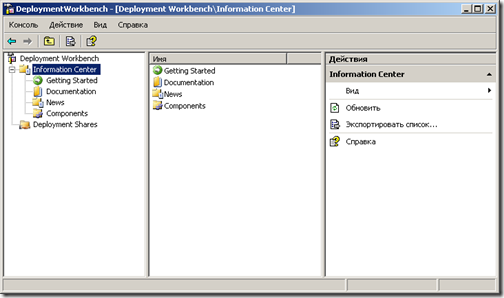 DeploymentWorkbench - [Deployment Workbench\Information Center]
Консоль Действие Вид Справка
Deployment Workbench
Information Center
Getting Started
Documentation
News
Components
Deployment Shares
Имя
Getting Started
Documentation
News
Components
Действия
Information Center
Вид
Обновить
Экспортировать список...
Справка